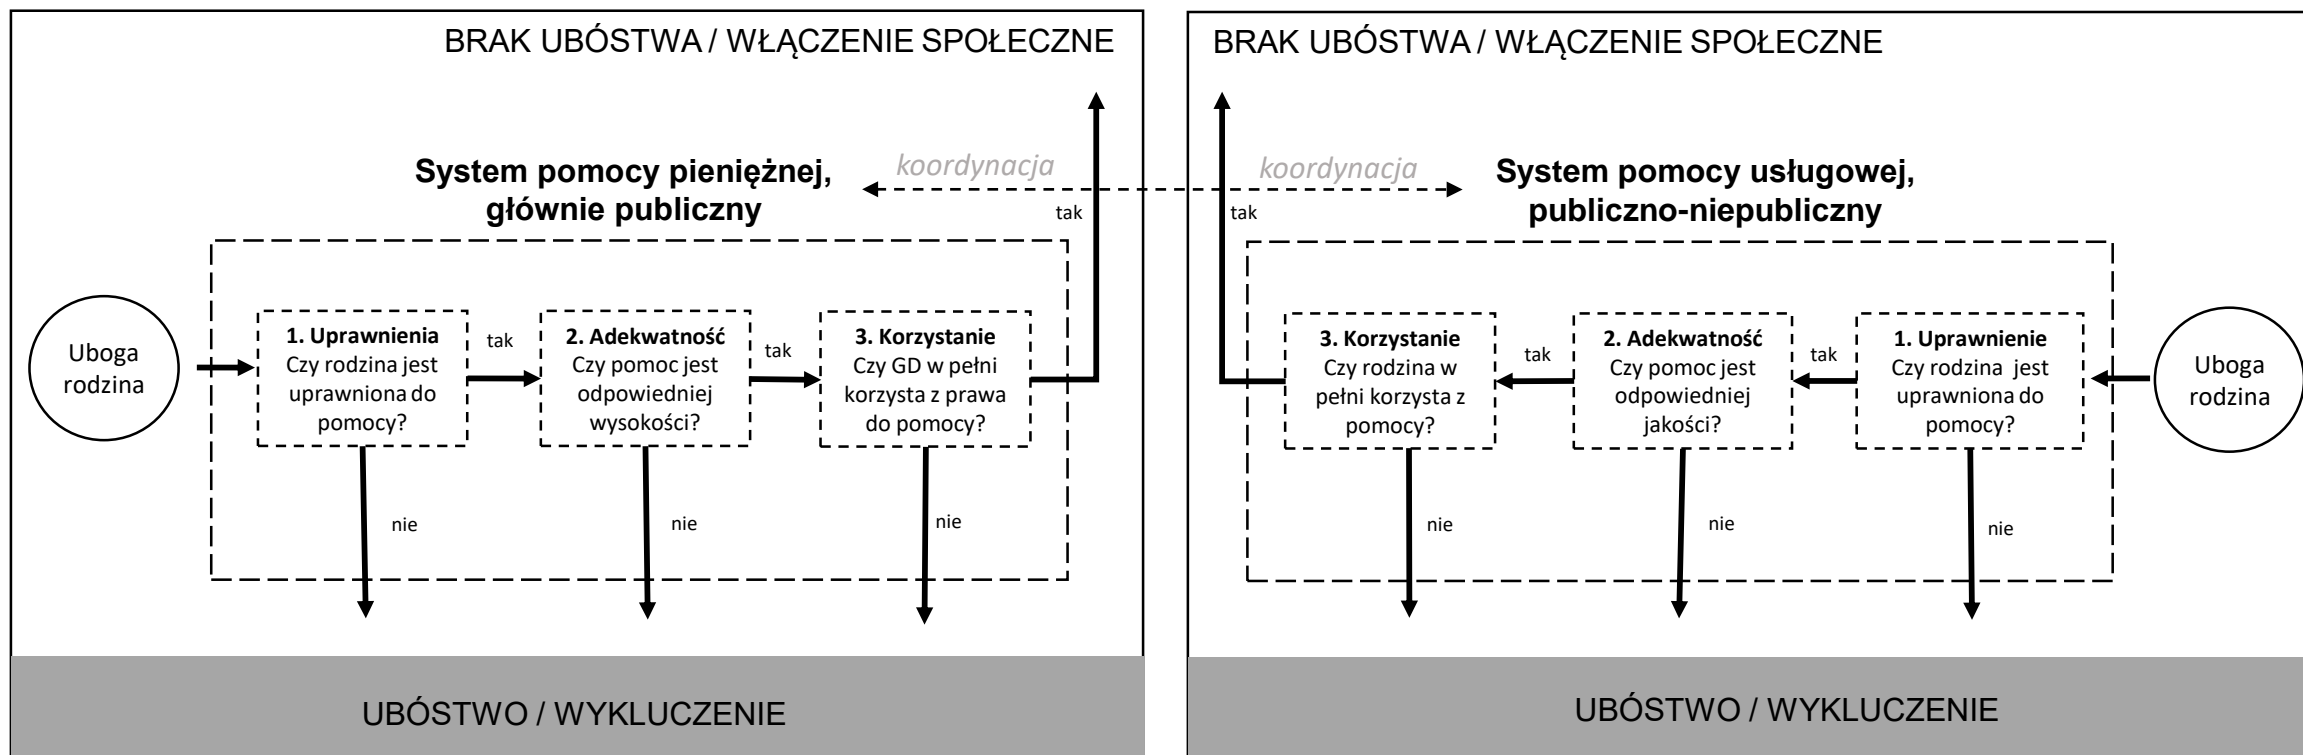 BRAK UBÓSTWA / WŁĄCZENIE SPOŁECZNE
koordynacja
System pomocy pieniężnej,
głównie publiczny
tak
Uboga
rodzina
1. Uprawnienia
Czy rodzina jest
uprawniona do
pomocy?
tak
2. Adekwatność
Czy pomoc jest
odpowiedniej
wysokości?
tak
3. Korzystanie
Czy GD w pełni
korzysta z prawa
do pomocy?
nie
nie
nie
UBÓSTWO / WYKLUCZENIE
BRAK UBÓSTWA / WŁĄCZENIE SPOŁECZNE
koordynacja
System pomocy usługowej,
publiczno-niepubliczny
tak
3. Korzystanie
Czy rodzina w
pełni korzysta z
pomocy?
tak
2. Adekwatność
Czy pomoc jest
odpowiedniej
jakości?
tak
1. Uprawnienie
Czy rodzina  jest
uprawniona do
pomocy?
Uboga
rodzina
nie
nie
nie
UBÓSTWO / WYKLUCZENIE